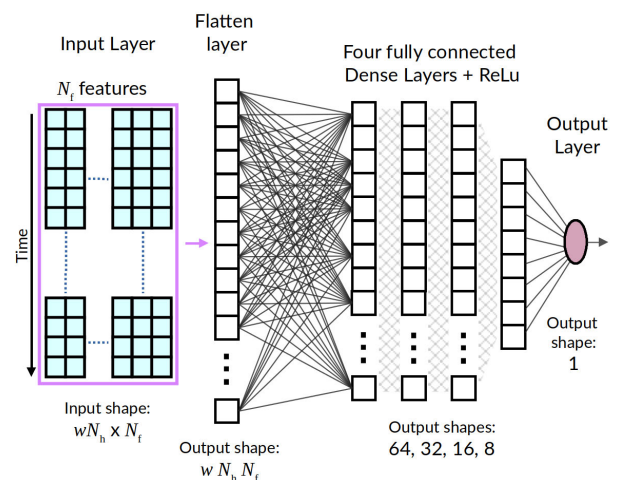 Input Layer
N_f features
Time
Input shape:
wN_h x N_f
Flatten
layer
Output shape:
w N_h N_f
Four fully connected
Dense Layers + ReLu
Output shapes:
64, 32, 16, 8
Output
Layer
Output
shape:
1